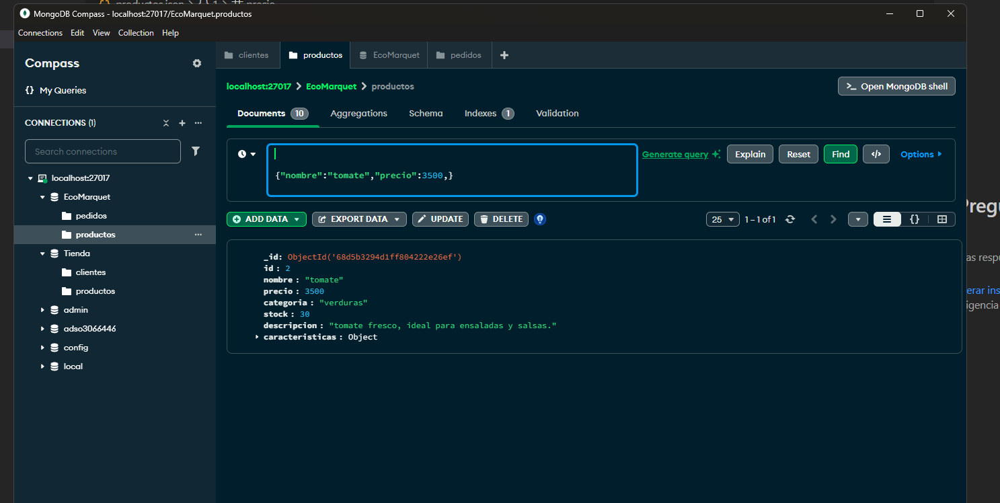 productos.json > {} 1 > # precio
MongoDB Compass - localhost:27017/EcoMarquet.productos
Connections Edit View Collection Help
Compass
{} My Queries
CONNECTIONS (1)
Search connections
localhost:27017
EcoMarquet
pedidos
productos
Tienda
clientes
productos
admin
adso3066446
config
local
clientes productos EcoMarquet pedidos
localhost:27017 > EcoMarquet > productos
>_ Open MongoDB shell
Documents 10 Aggregations Schema Indexes 1 Validation
{"nombre":"tomate","precio":3500,}
Generate query Explain Reset Find </> Options
ADD DATA EXPORT DATA UPDATE DELETE
25 1 – 1 of 1 {}
_id: ObjectId('68d5b3294d1ff804222e26ef')
id : 2
nombre : "tomate"
precio : 3500
categoria : "verduras"
stock : 30
descripcion : "tomate fresco, ideal para ensaladas y salsas."
caracteristicas : Object
Pregu
as respu
erar ins
igencia